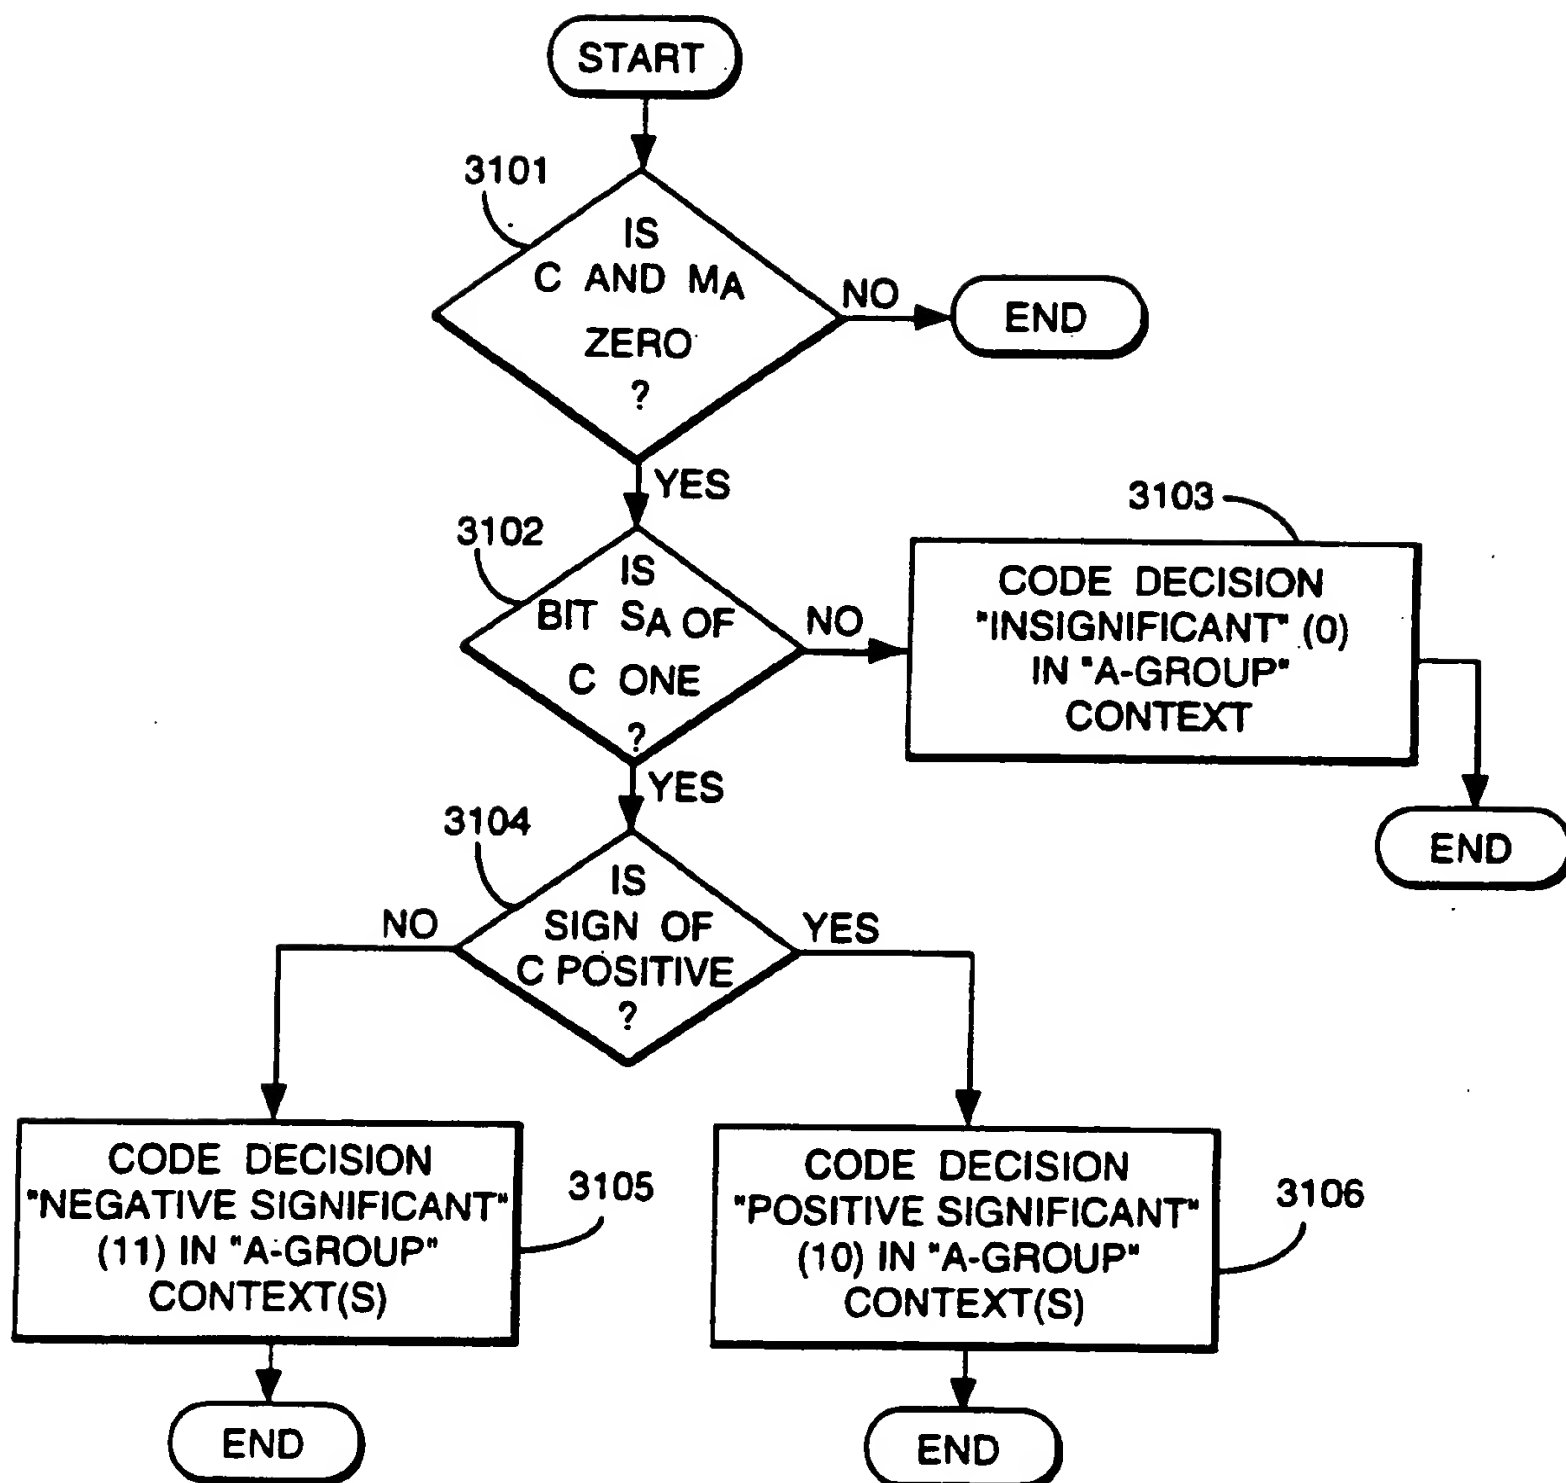 START
3101
IS
C AND MA
ZERO
?
NO
END
YES
3102
IS
BIT SA OF
C ONE
?
NO
3103
CODE DECISION
"INSIGNIFICANT" (0)
IN "A-GROUP"
CONTEXT
END
YES
3104
IS
SIGN OF
C POSITIVE
?
NO
YES
CODE DECISION
"NEGATIVE SIGNIFICANT"
(11) IN "A-GROUP"
CONTEXT(S)
3105
END
CODE DECISION
"POSITIVE SIGNIFICANT"
(10) IN "A-GROUP"
CONTEXT(S)
3106
END